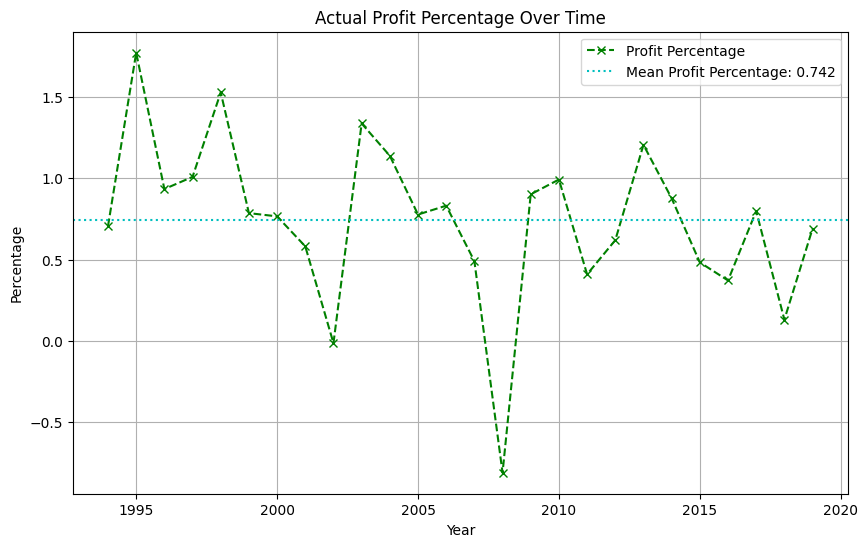 Actual Profit Percentage Over Time
Profit Percentage
Mean Profit Percentage: 0.742
Percentage
1.5
1.0
0.5
0.0
−0.5
1995 2000 2005 2010 2015 2020
Year